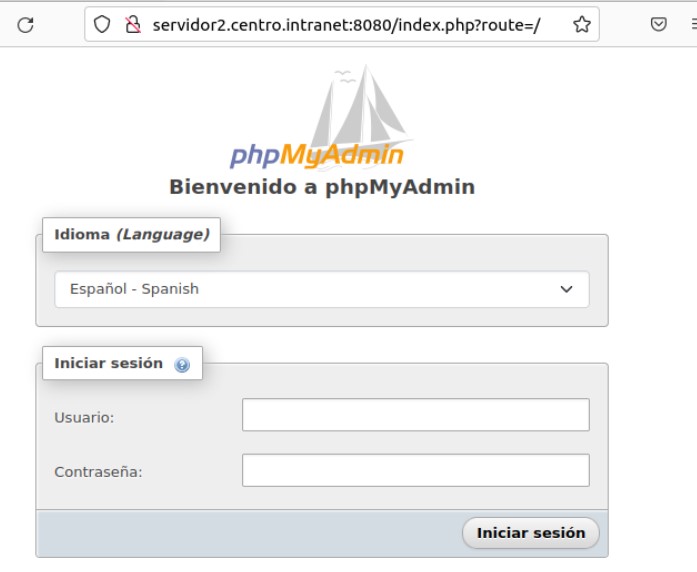 servidor2.centro.intranet:8080/index.php?route=/
phpMyAdmin
Bienvenido a phpMyAdmin
Idioma (Language)
Español - Spanish
Iniciar sesión
Usuario:
Contraseña:
Iniciar sesión